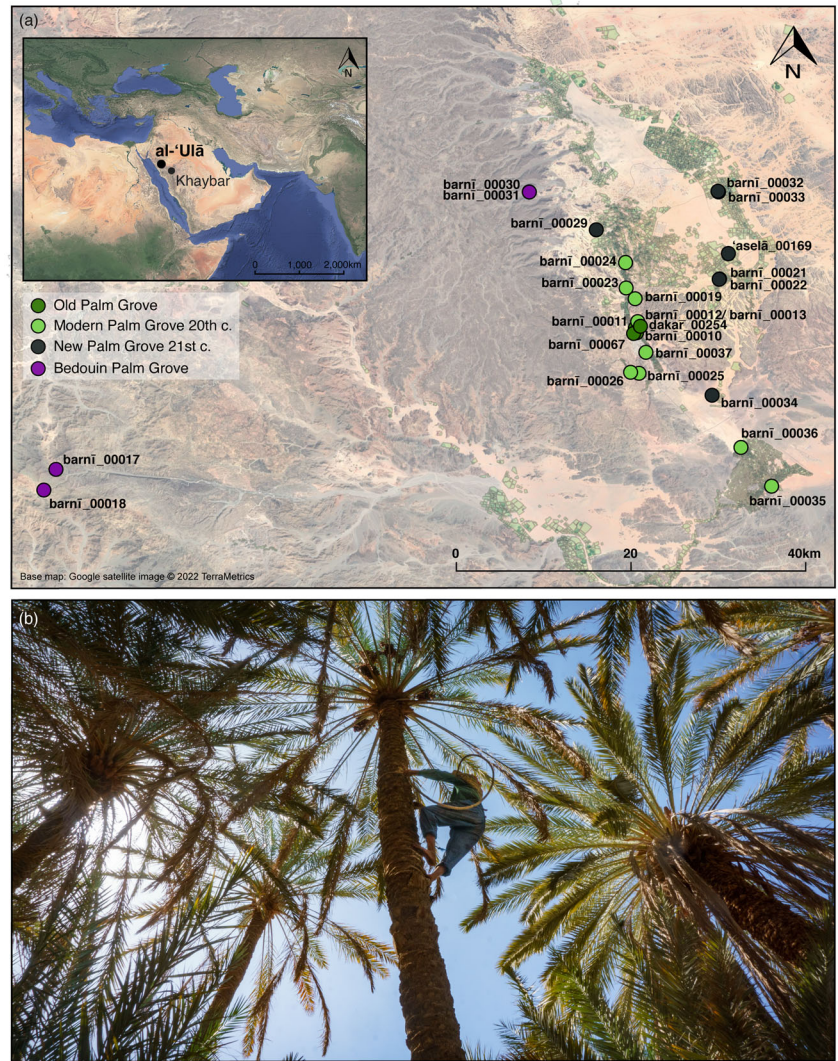 (a)
N
al-ʻUlā
Khaybar
0 1,000 2,000km
Old Palm Grove
Modern Palm Grove 20th c.
New Palm Grove 21st c.
Bedouin Palm Grove
N
barnī_00030
barnī_00031
barnī_00032
barnī_00033
barnī_00029
ʻaselā_00169
barnī_00024
barnī_00021
barnī_00022
barnī_00023
barnī_00019
barnī_00012/ barnī_00013
barnī_00011
dakar_00254
barnī_00010
barnī_00067
barnī_00037
barnī_00026
barnī_00025
barnī_00034
barnī_00036
barnī_00017
barnī_00018
barnī_00035
0 20 40km
Base map: Google satellite image © 2022 TerraMetrics
(b)